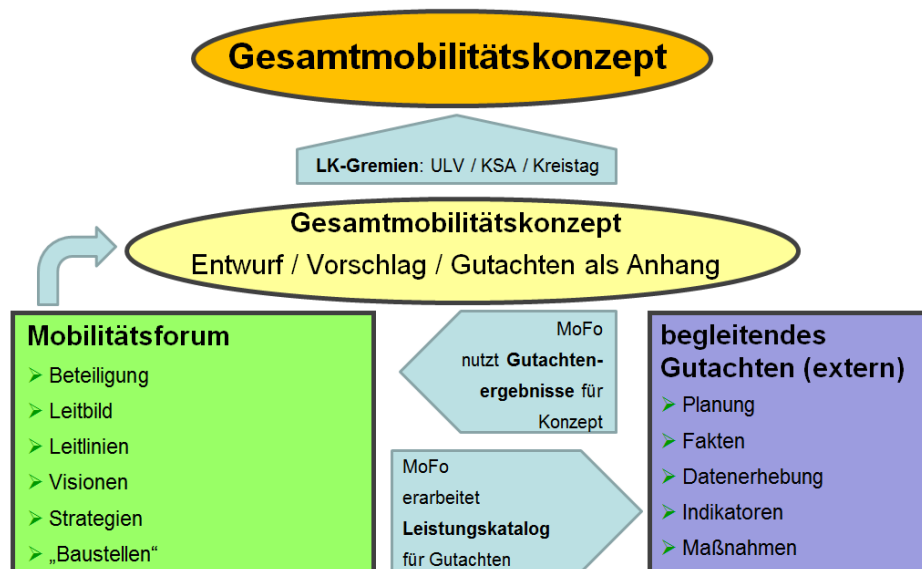 Gesamtmobilitätskonzept
LK-Gremien: ULV / KSA / Kreistag
Gesamtmobilitätskonzept
Entwurf / Vorschlag / Gutachten als Anhang
Mobilitätsforum
Beteiligung
Leitbild
Leitlinien
Visionen
Strategien
„Baustellen“
MoFo
nutzt Gutachten-
ergebnisse für
Konzept
MoFo
erarbeitet
Leistungskatalog
für Gutachten
begleitendes
Gutachten (extern)
Planung
Fakten
Datenerhebung
Indikatoren
Maßnahmen